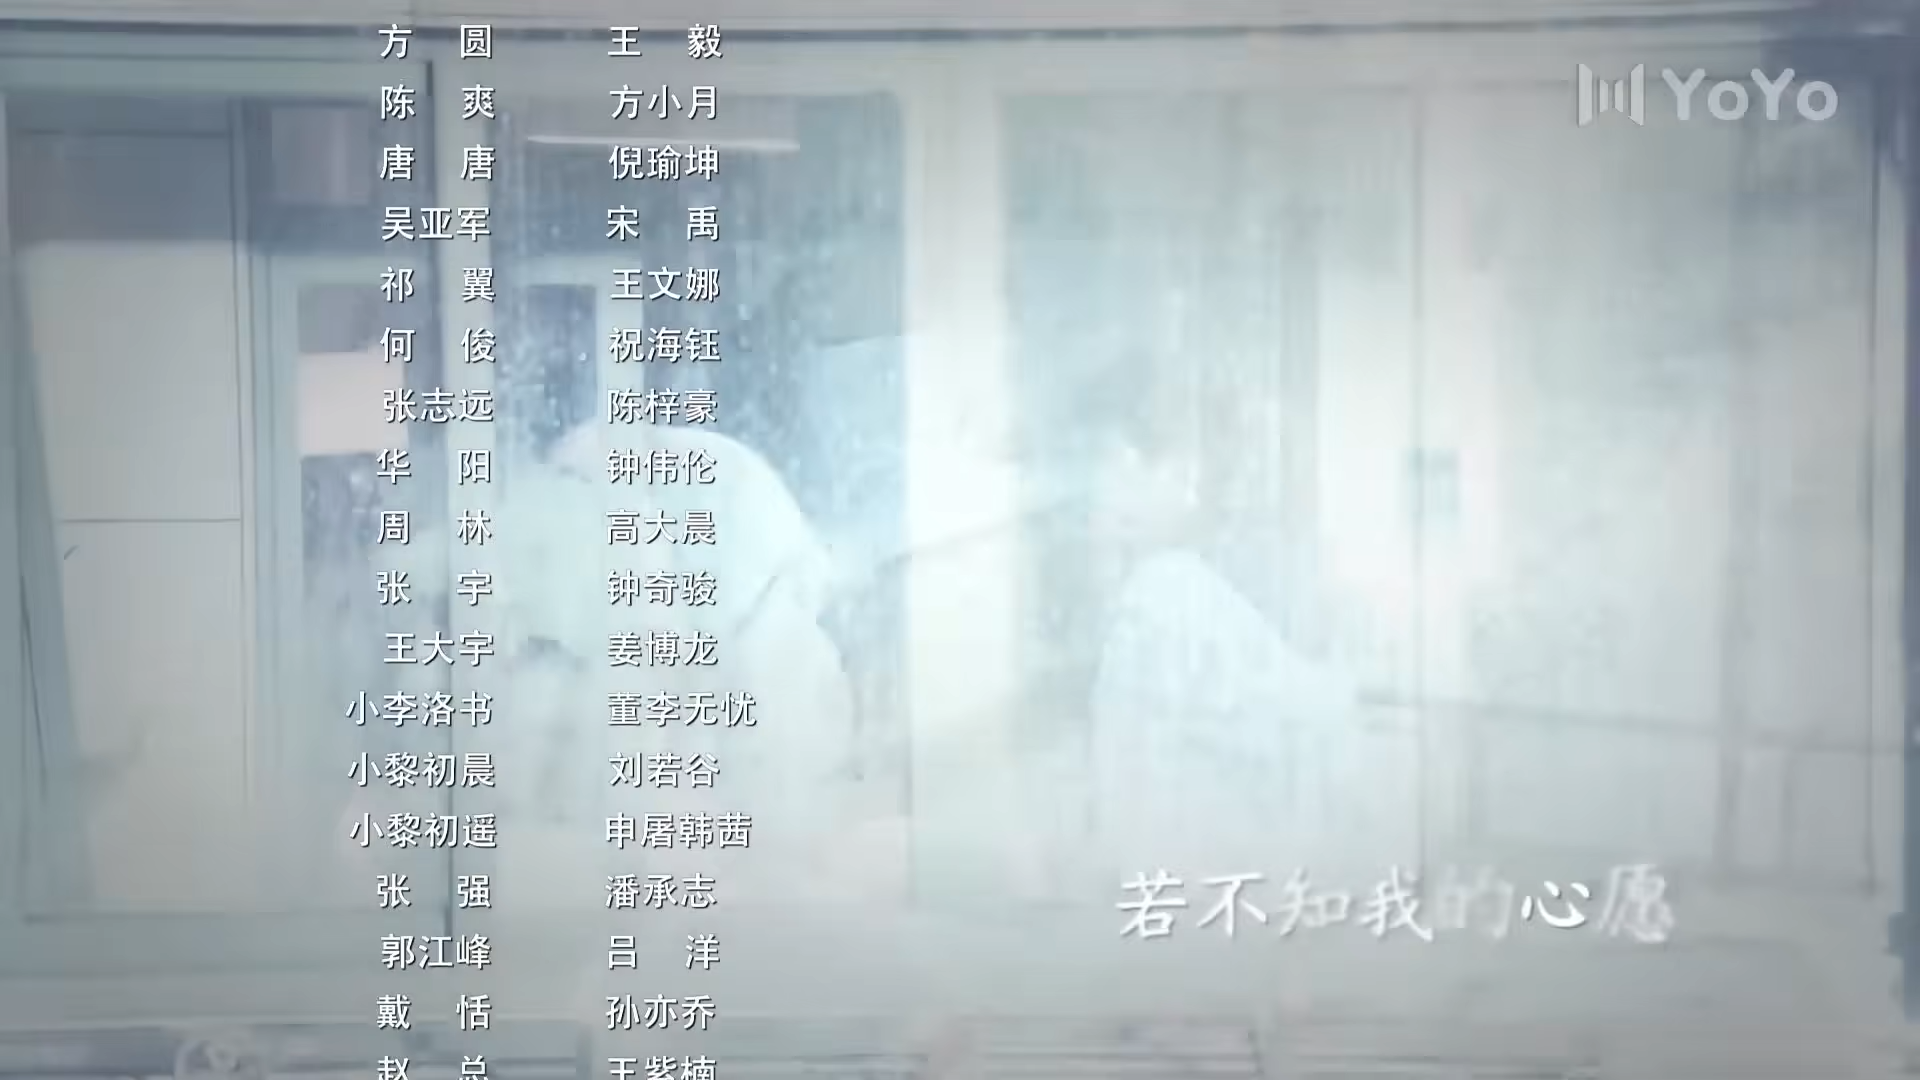 方 圆 王 毅
陈 爽 方小月
唐 唐 倪瑜坤
吴亚军 宋 禹
祁 翼 王文娜
何 俊 祝海钰
张志远 陈梓豪
华 阳 钟伟伦
周 林 高大晨
张 宇 钟奇骏
王大宇 姜博龙
小李洛书 董李无忧
小黎初晨 刘若谷
小黎初遥 申屠韩茜
张 强 潘承志
郭江峰 吕 洋
戴 恬 孙亦乔
赵 总 王紫楠
YoYo
若不知我的心愿